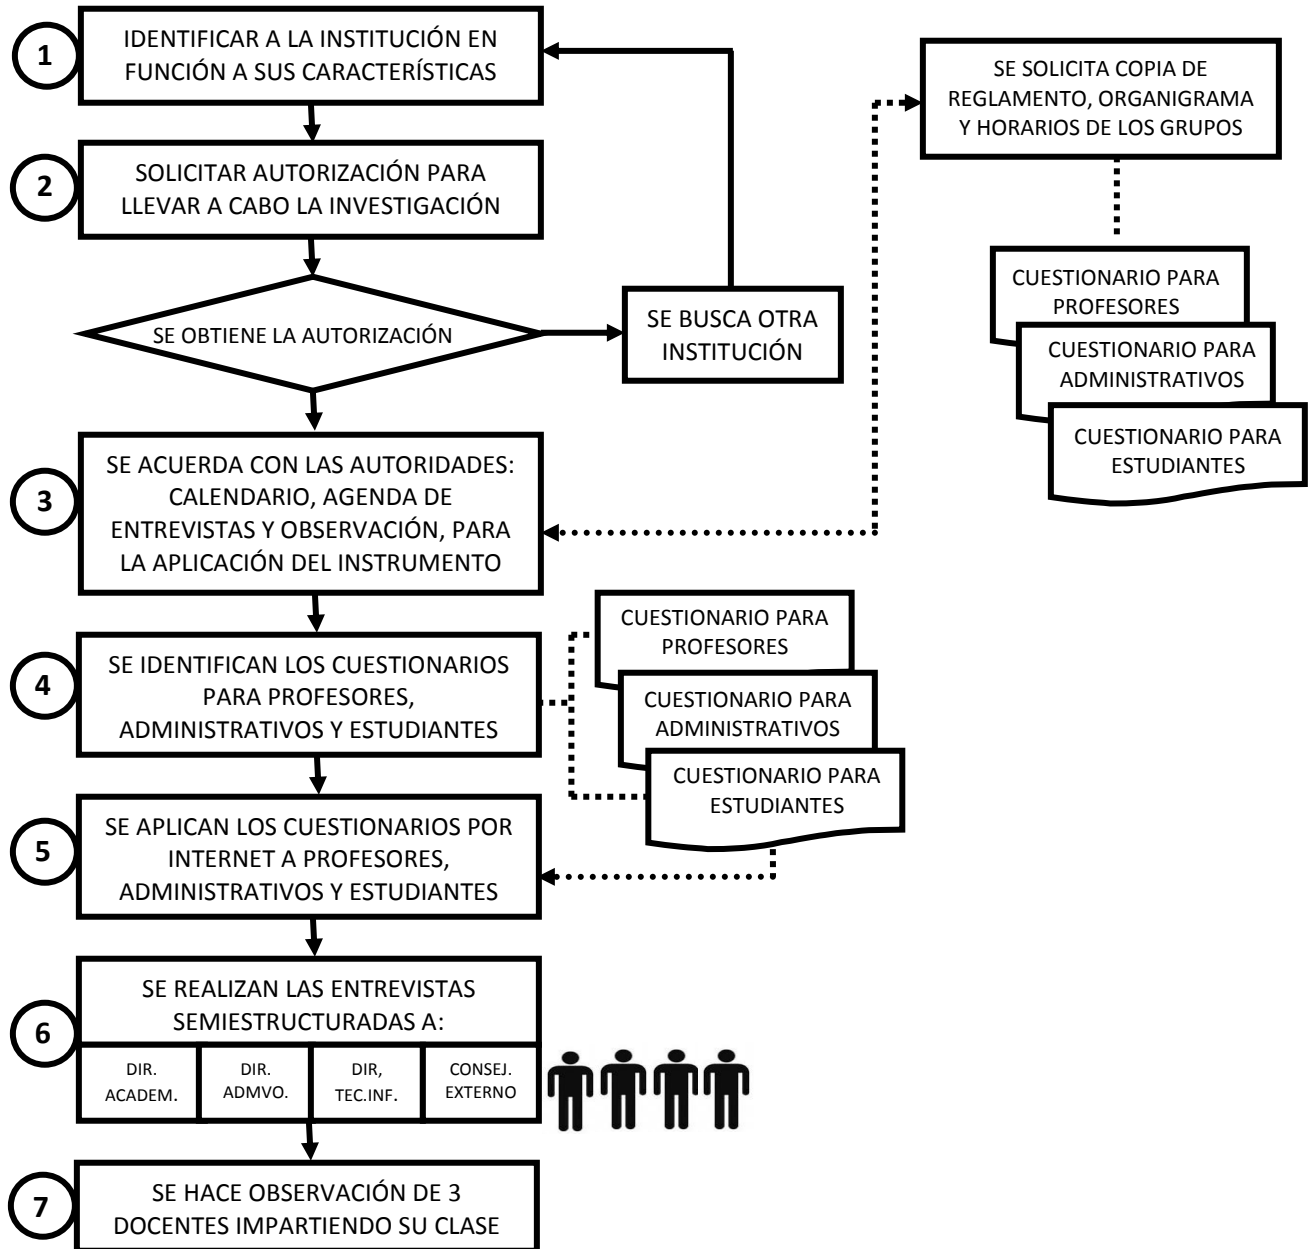 1
IDENTIFICAR A LA INSTITUCIÓN EN
FUNCIÓN A SUS CARACTERÍSTICAS
SE SOLICITA COPIA DE
REGLAMENTO, ORGANIGRAMA
Y HORARIOS DE LOS GRUPOS
2
SOLICITAR AUTORIZACIÓN PARA
LLEVAR A CABO LA INVESTIGACIÓN
SE OBTIENE LA AUTORIZACIÓN
SE BUSCA OTRA
INSTITUCIÓN
CUESTIONARIO PARA
PROFESORES
CUESTIONARIO PARA
ADMINISTRATIVOS
CUESTIONARIO PARA
ESTUDIANTES
3
SE ACUERDA CON LAS AUTORIDADES:
CALENDARIO, AGENDA DE
ENTREVISTAS Y OBSERVACIÓN, PARA
LA APLICACIÓN DEL INSTRUMENTO
4
SE IDENTIFICAN LOS CUESTIONARIOS
PARA PROFESORES,
ADMINISTRATIVOS Y ESTUDIANTES
CUESTIONARIO PARA
PROFESORES
CUESTIONARIO PARA
ADMINISTRATIVOS
CUESTIONARIO PARA
ESTUDIANTES
5
SE APLICAN LOS CUESTIONARIOS POR
INTERNET A PROFESORES,
ADMINISTRATIVOS Y ESTUDIANTES
6
SE REALIZAN LAS ENTREVISTAS
SEMIESTRUCTURADAS A:
DIR.
ACADEM.
DIR.
ADMVO.
DIR,
TEC.INF.
CONSEJ.
EXTERNO
7
SE HACE OBSERVACIÓN DE 3
DOCENTES IMPARTIENDO SU CLASE